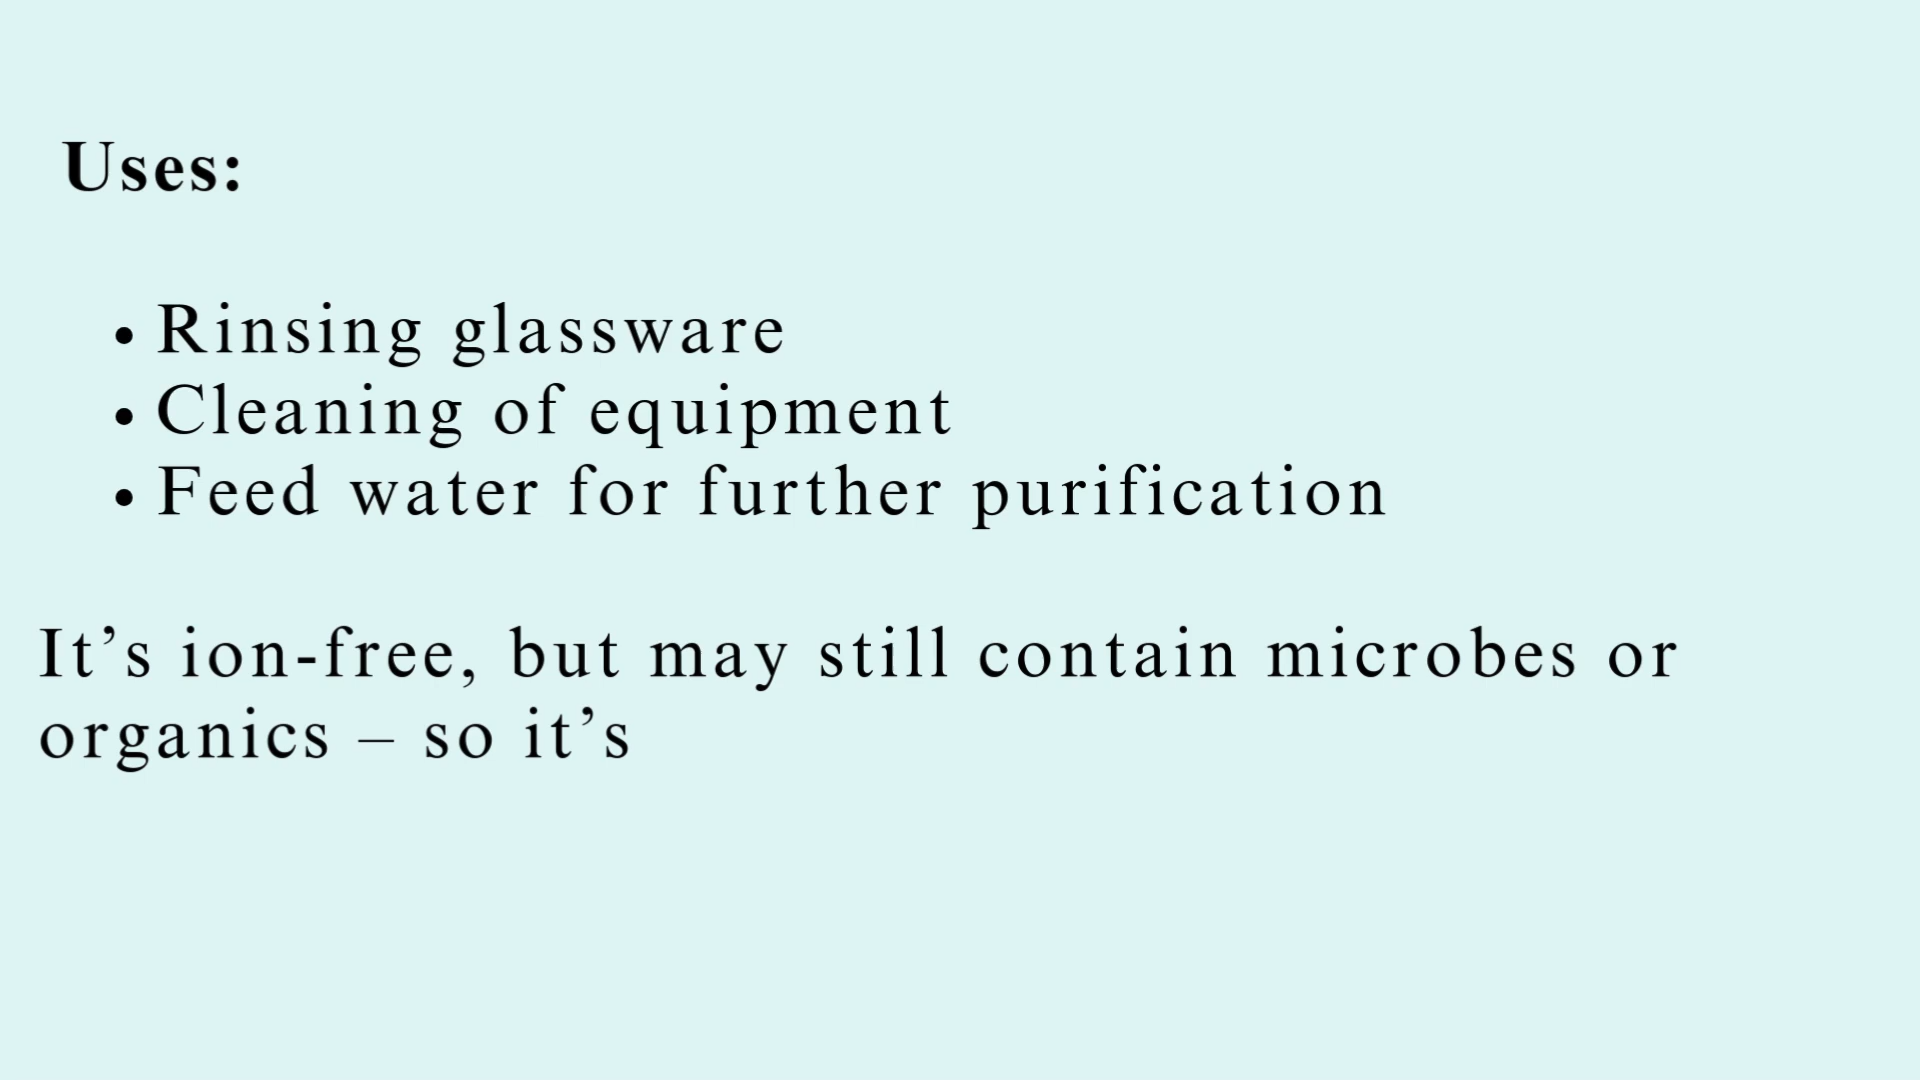 Uses:
• Rinsing glassware
• Cleaning of equipment
• Feed water for further purification
It’s ion-free, but may still contain microbes or
organics – so it’s